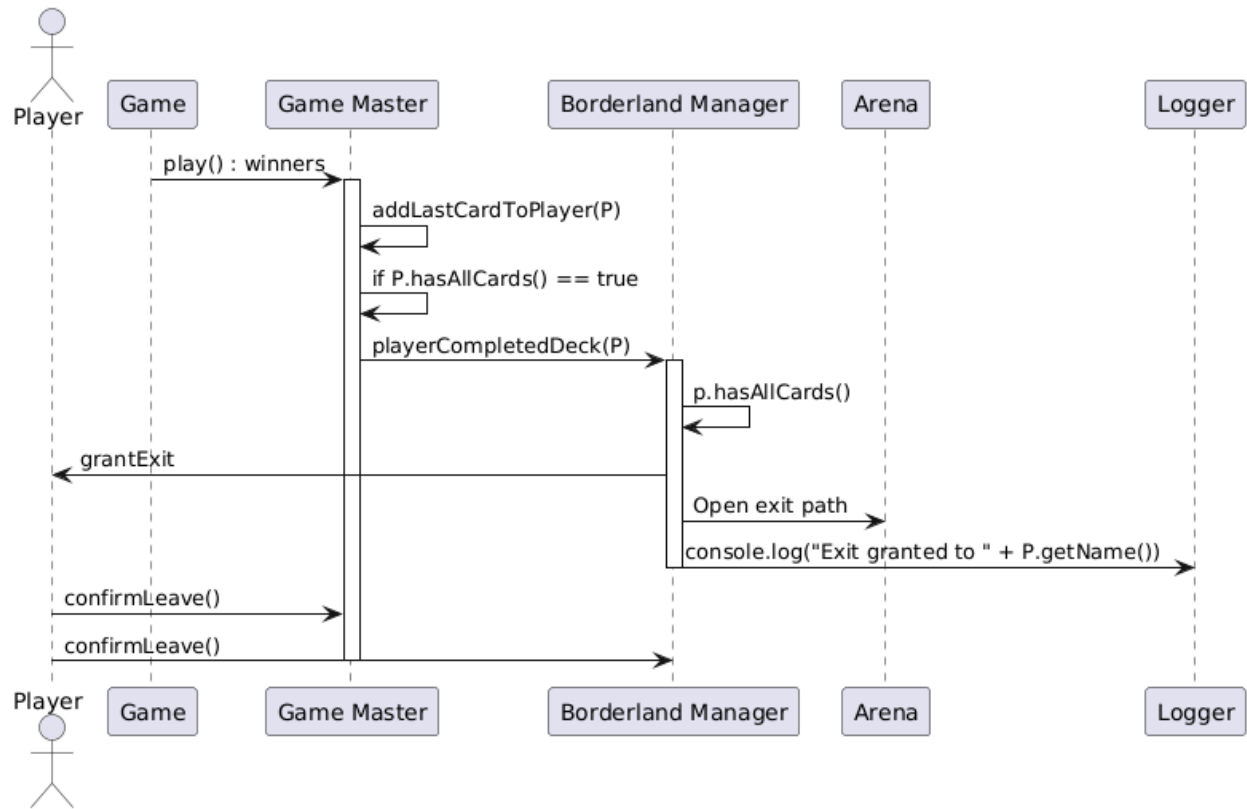 Player
Game
Game Master
Borderland Manager
Arena
Logger
play() : winners
addLastCardToPlayer(P)
if P.hasAllCards() == true
playerCompletedDeck(P)
p.hasAllCards()
grantExit
Open exit path
console.log("Exit granted to " + P.getName())
confirmLeave()
confirmLeave()
Player
Game
Game Master
Borderland Manager
Arena
Logger